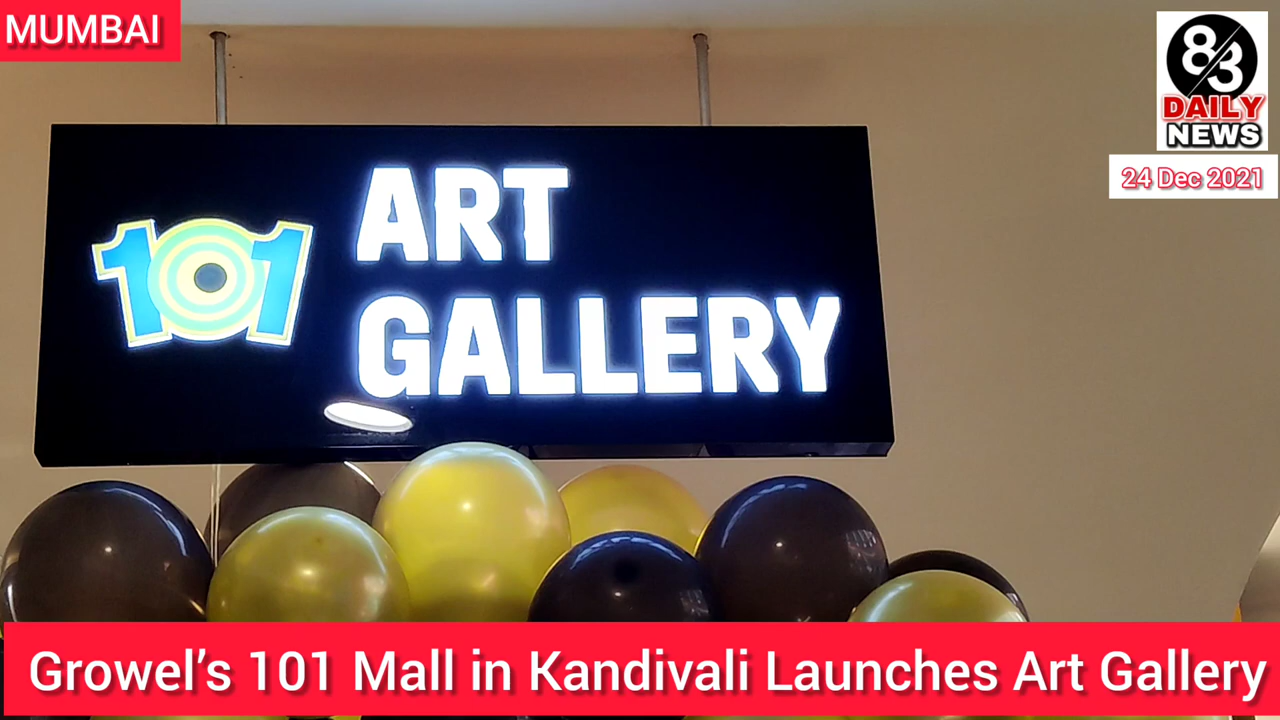 MUMBAI
83
DAILY
NEWS
24 Dec 2021
101
ART
GALLERY
Growel’s 101 Mall in Kandivali Launches Art Gallery